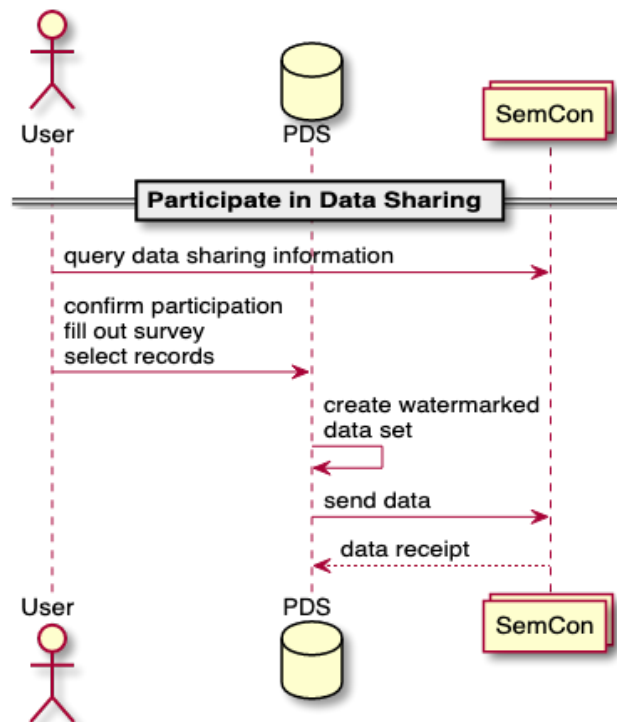 User
PDS
SemCon
Participate in Data Sharing
query data sharing information
confirm participation
fill out survey
select records
create watermarked
data set
send data
data receipt
User
PDS
SemCon